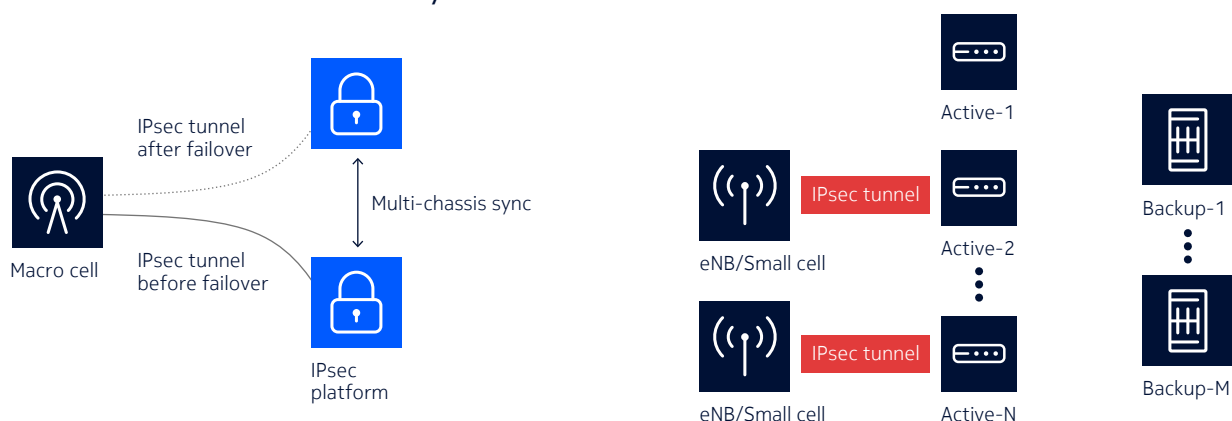 IPsec tunnel
after failover
Macro cell
Multi-chassis sync
IPsec tunnel
before failover
IPsec
platform
Active-1
IPsec tunnel
eNB/Small cell
Active-2
IPsec tunnel
eNB/Small cell
Active-N
Backup-1
Backup-M